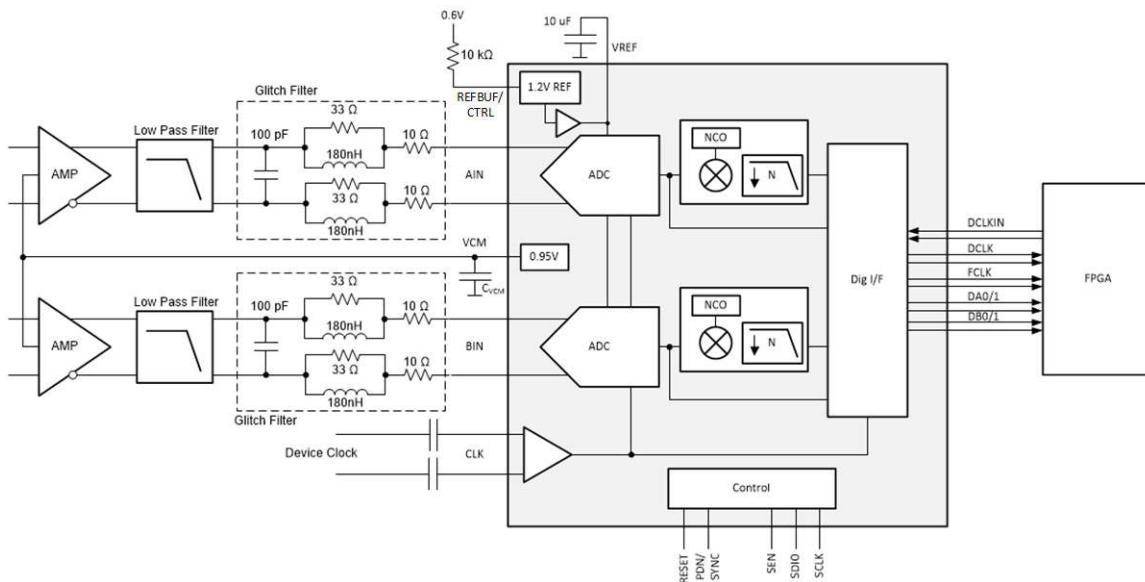 0.6V
10 kΩ
REFBUF/
CTRL
10 uF
VREF
1.2V REF
Glitch Filter
Low Pass Filter
100 pF
33 Ω
180nH
10 Ω
33 Ω
180nH
10 Ω
AMP
AIN
ADC
NCO
N
VCM
0.95V
CVCM
Low Pass Filter
100 pF
33 Ω
180nH
10 Ω
33 Ω
180nH
10 Ω
Glitch Filter
AMP
BIN
ADC
NCO
N
Dig I/F
DCLKIN
DCLK
FCLK
DA0/1
DB0/1
FPGA
Device Clock
CLK
Control
RESET
PDN/
SYNC
SEN
SDIO
SCLK